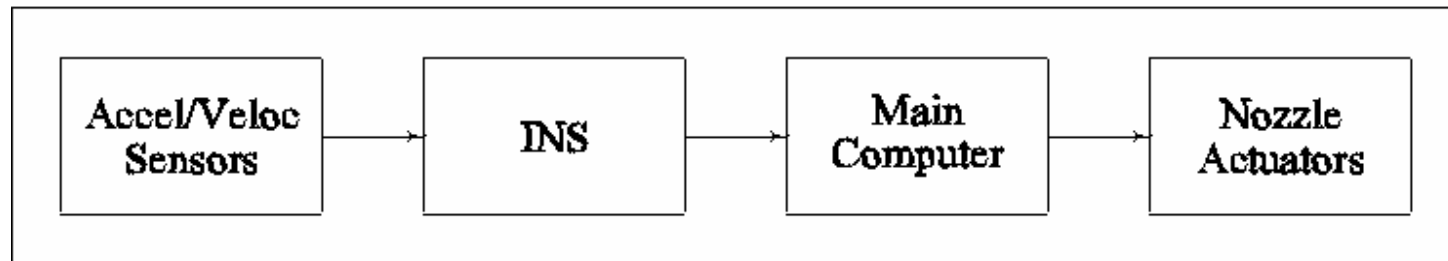 Accel/Veloc
Sensors
INS
Main
Computer
Nozzle
Actuators